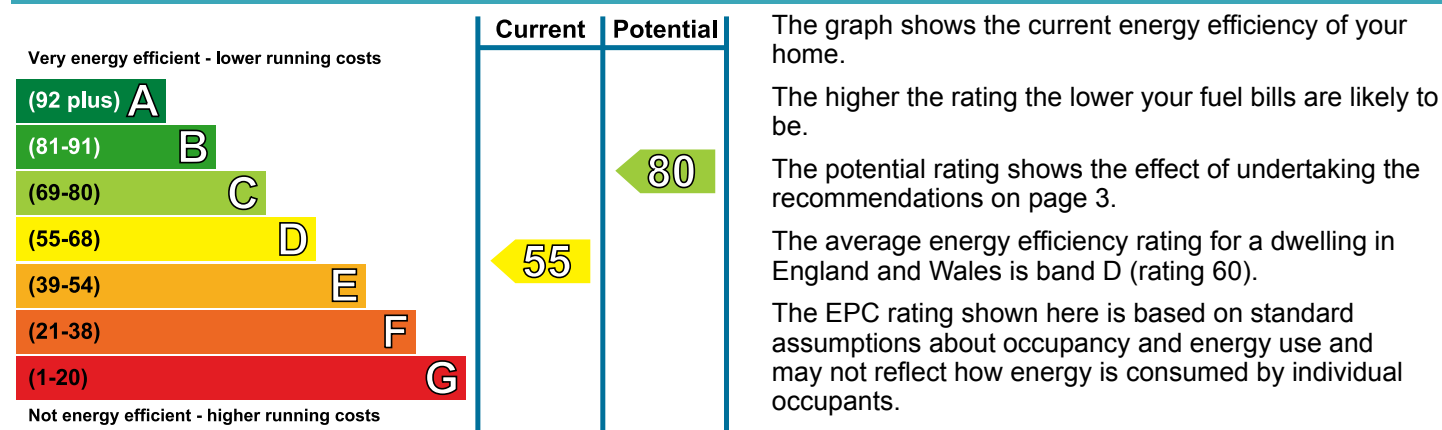 Current Potential
Very energy efficient - lower running costs
(92 plus) A
(81-91) B
(69-80) C
(55-68) D
(39-54) E
(21-38) F
(1-20) G
Not energy efficient - higher running costs
55
80
The graph shows the current energy efficiency of your
home.
The higher the rating the lower your fuel bills are likely to
be.
The potential rating shows the effect of undertaking the
recommendations on page 3.
The average energy efficiency rating for a dwelling in
England and Wales is band D (rating 60).
The EPC rating shown here is based on standard
assumptions about occupancy and energy use and
may not reflect how energy is consumed by individual
occupants.